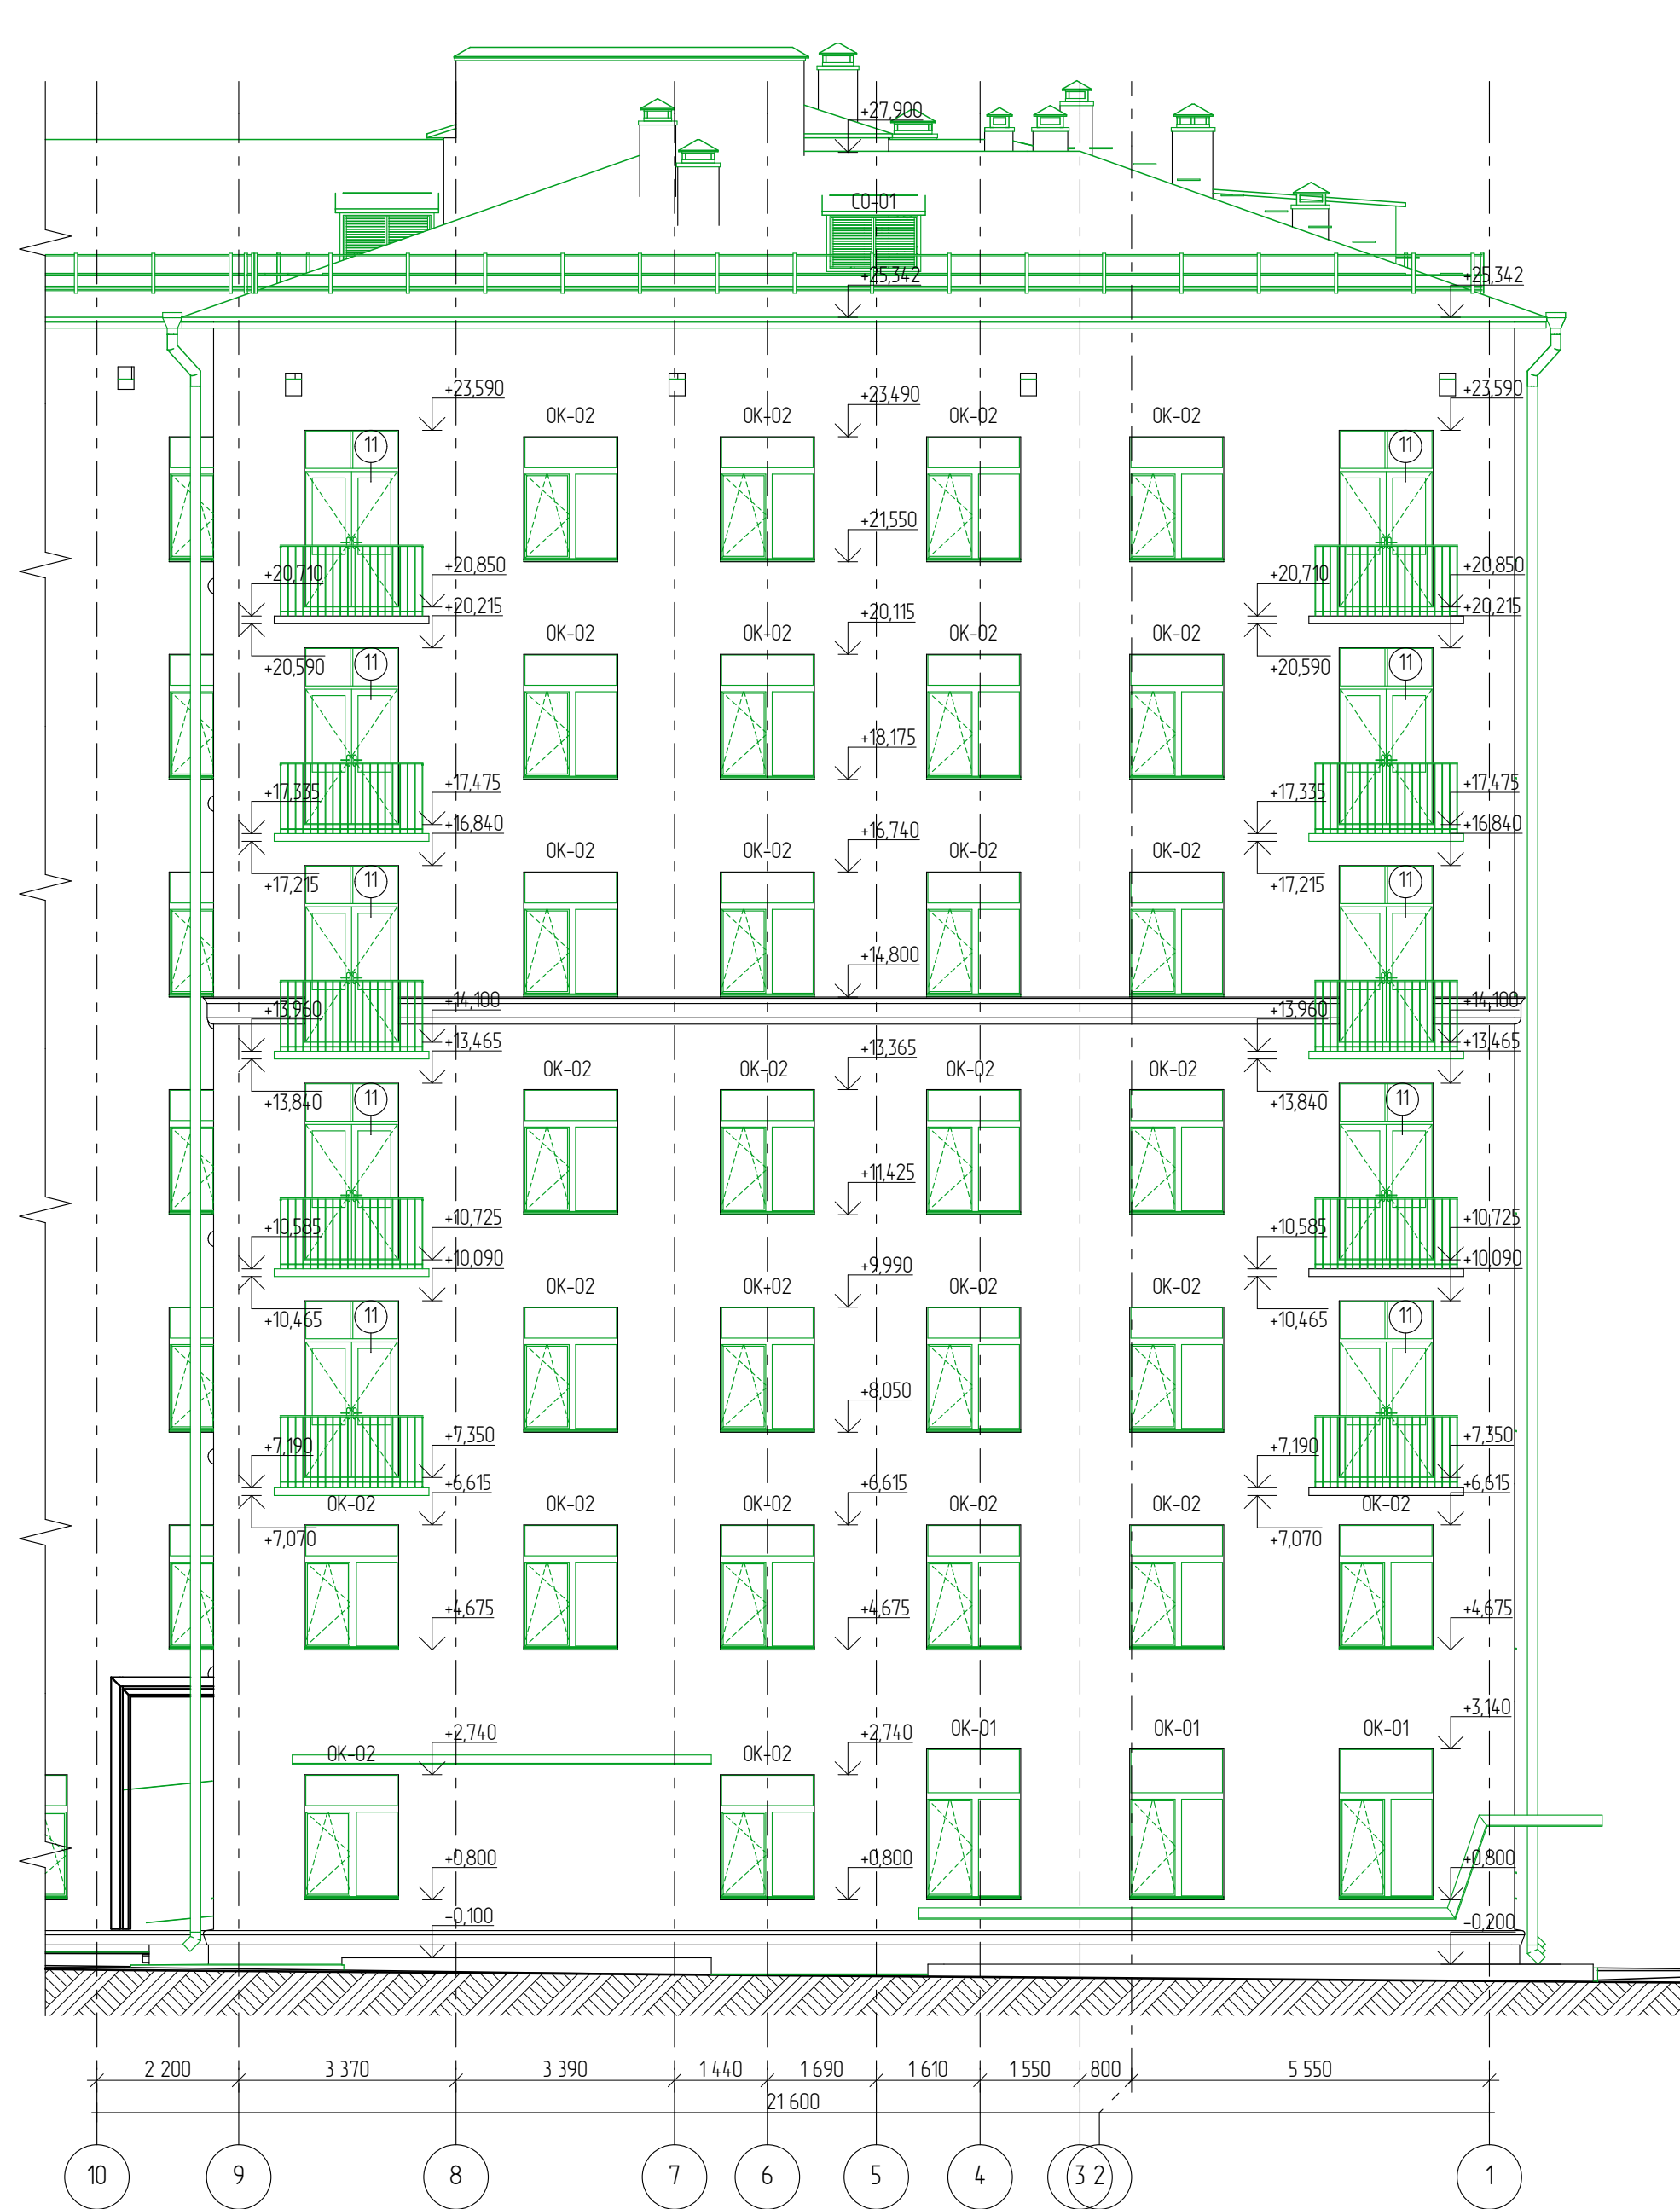 +27,900
СО-01
+25,342 +25,342
+23,590 +23,490 +23,590
ОК-02 ОК-02 ОК-02 ОК-02
11 11
+21,550
+20,710 +20,850 +20,710 +20,850
+20,215 +20,115 +20,215
ОК-02 ОК-02 ОК-02 ОК-02
+20,590 11 +20,590 11
+18,175
+17,335 +17,475 +17,335 +17,475
+16,840 +16,740 +16,840
ОК-02 ОК-02 ОК-02 ОК-02
+17,215 11 +17,215 11
+14,800
+13,960 +14,100 +13,960 +14,100
+13,465 +13,365 +13,465
ОК-02 ОК-02 ОК-02 ОК-02
+13,840 11 +13,840 11
+11,425
+10,585 +10,725 +10,585 +10,725
+10,090 +9,990 +10,090
ОК-02 ОК-02 ОК-02 ОК-02
+10,465 11 +10,465 11
+8,050
+7,190 +7,350 +7,190 +7,350
+6,615 +6,615 +6,615
ОК-02 ОК-02 ОК-02 ОК-02 ОК-02 ОК-02
+7,070 +7,070
+4,675 +4,675 +4,675
+3,140
ОК-01 ОК-01 ОК-01
+2,740 +2,740
ОК-02 ОК-02
+0,800 +0,800 +0,800
-0,100 -0,200
2 200 3 370 3 390 1 440 1 690 1 610 1 550 800 5 550
21 600
10 9 8 7 6 5 4 3 2 1